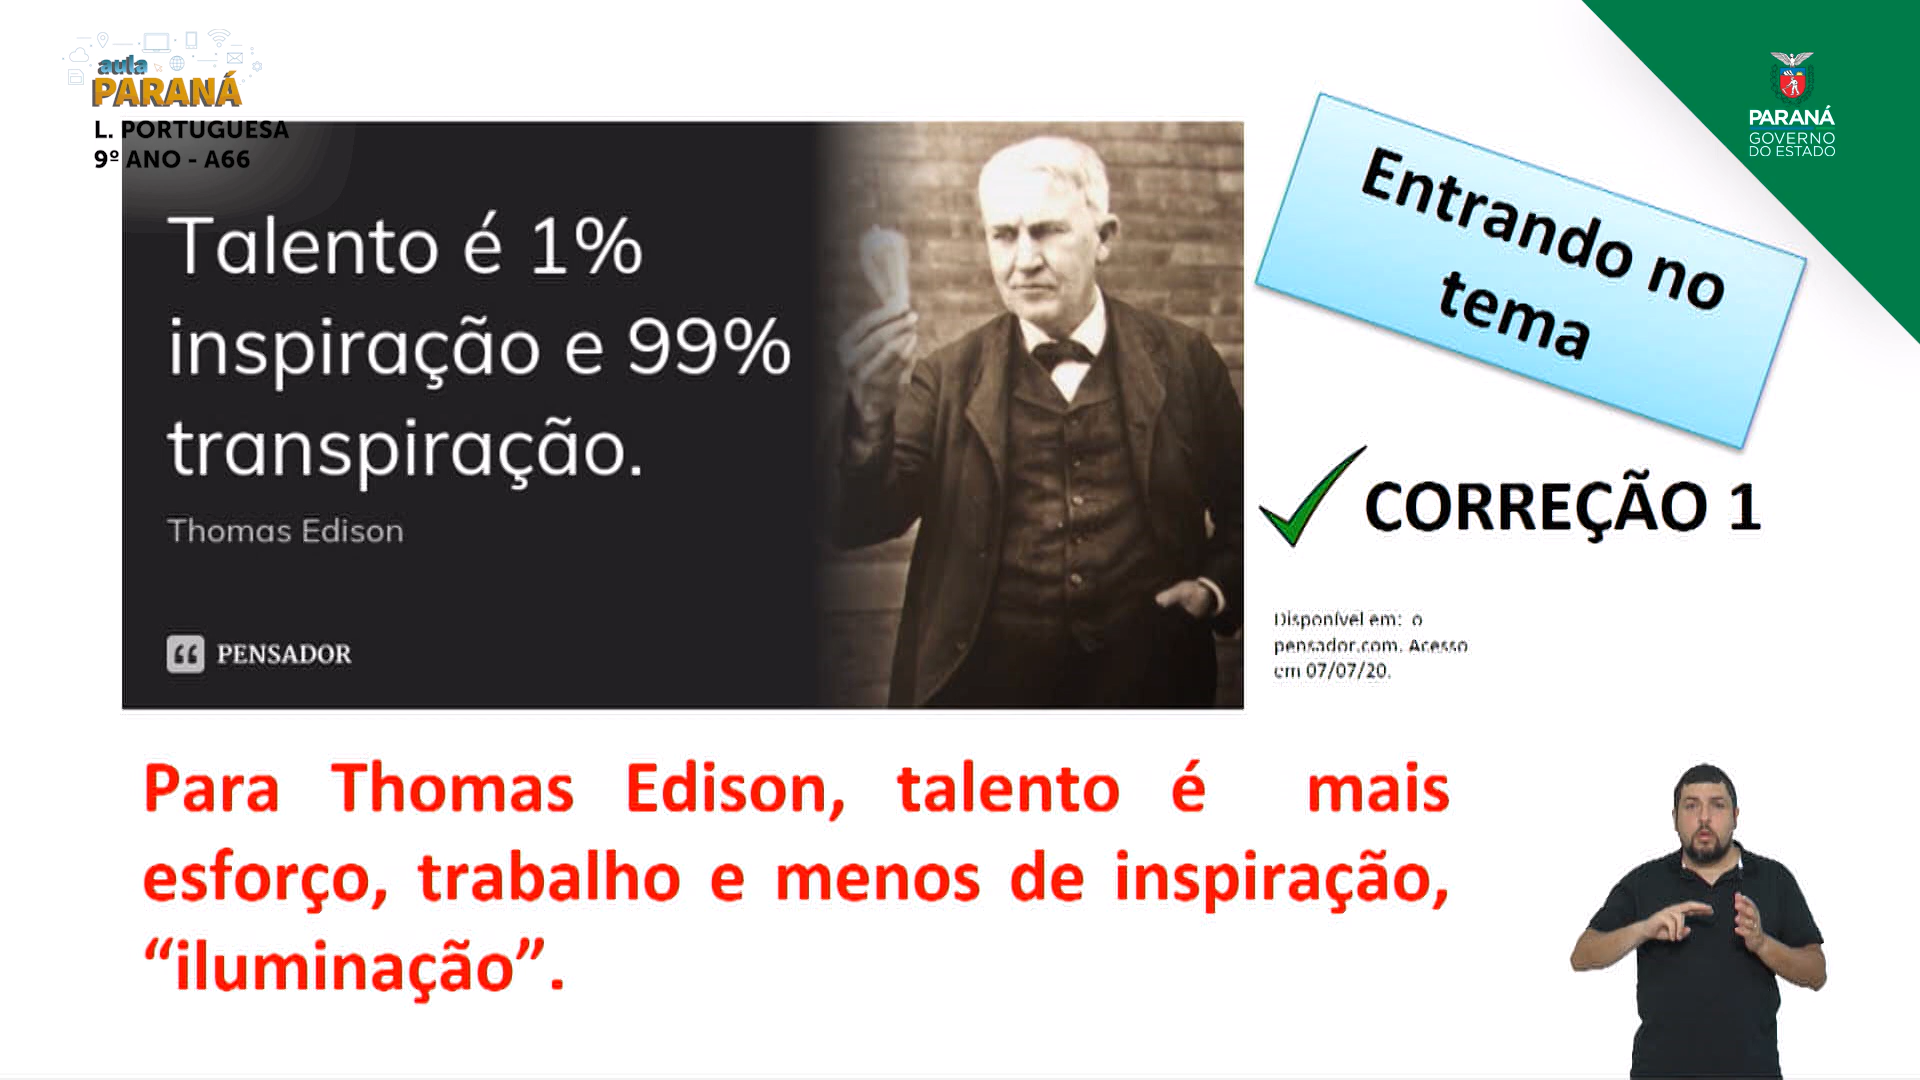 aula
PARANÁ
L. PORTUGUESA
9º ANO - A66
Talento é 1%
inspiração e 99%
transpiração.
Thomas Edison
PENSADOR
Entrando no
tema
CORREÇÃO 1
Disponível em: o
pensador.com. Acesso
em 07/07/20.
PARANÁ
GOVERNO
DO ESTADO
Para Thomas Edison, talento é mais
esforço, trabalho e menos de inspiração,
“iluminação”.